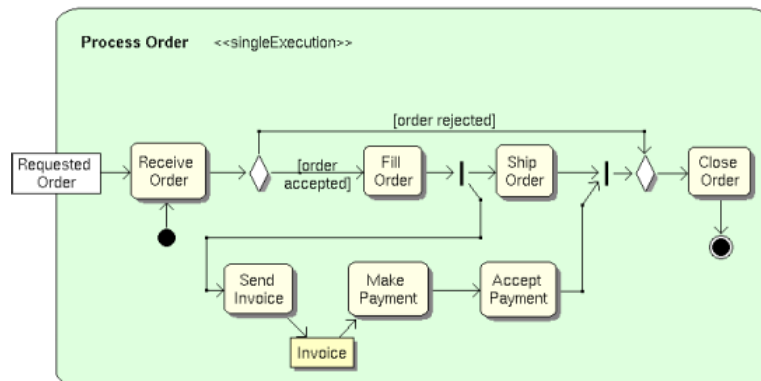 Process Order <<singleExecution>>
[order rejected]
Requested
Order
Receive
Order
[order
accepted]
Fill
Order
Ship
Order
Close
Order
Send
Invoice
Make
Payment
Accept
Payment
Invoice